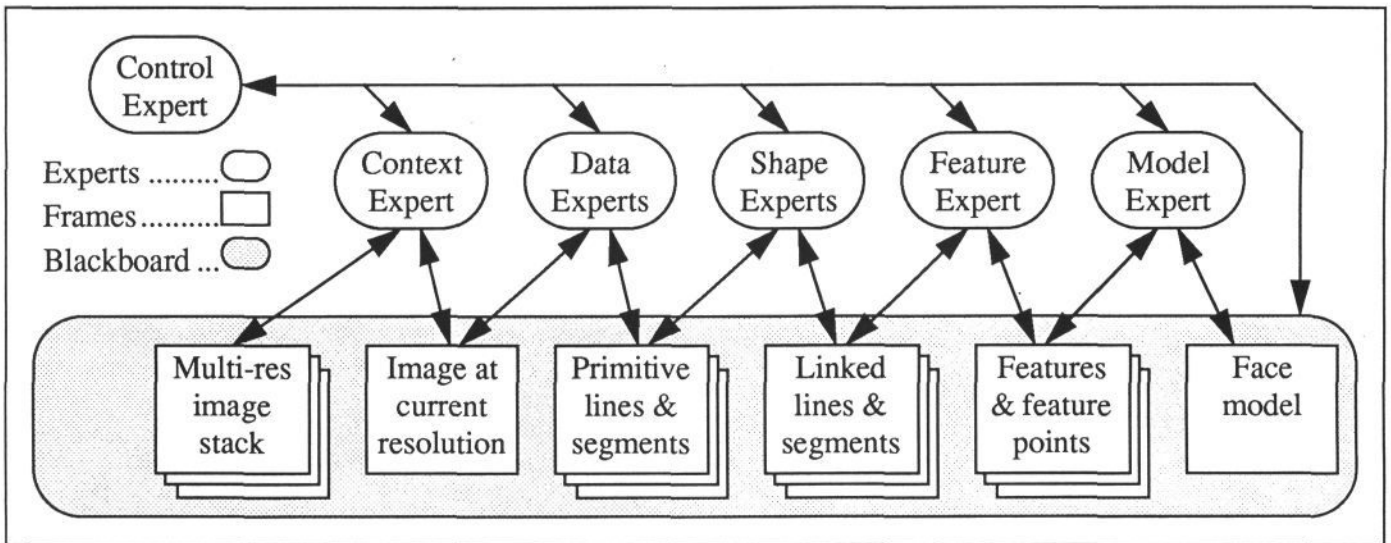 Control
Expert
Experts .........
Frames..........
Blackboard ...
Context
Expert
Data
Experts
Shape
Experts
Feature
Expert
Model
Expert
Multi-res
image
stack
Image at
current
resolution
Primitive
lines &
segments
Linked
lines &
segments
Features
& feature
points
Face
model